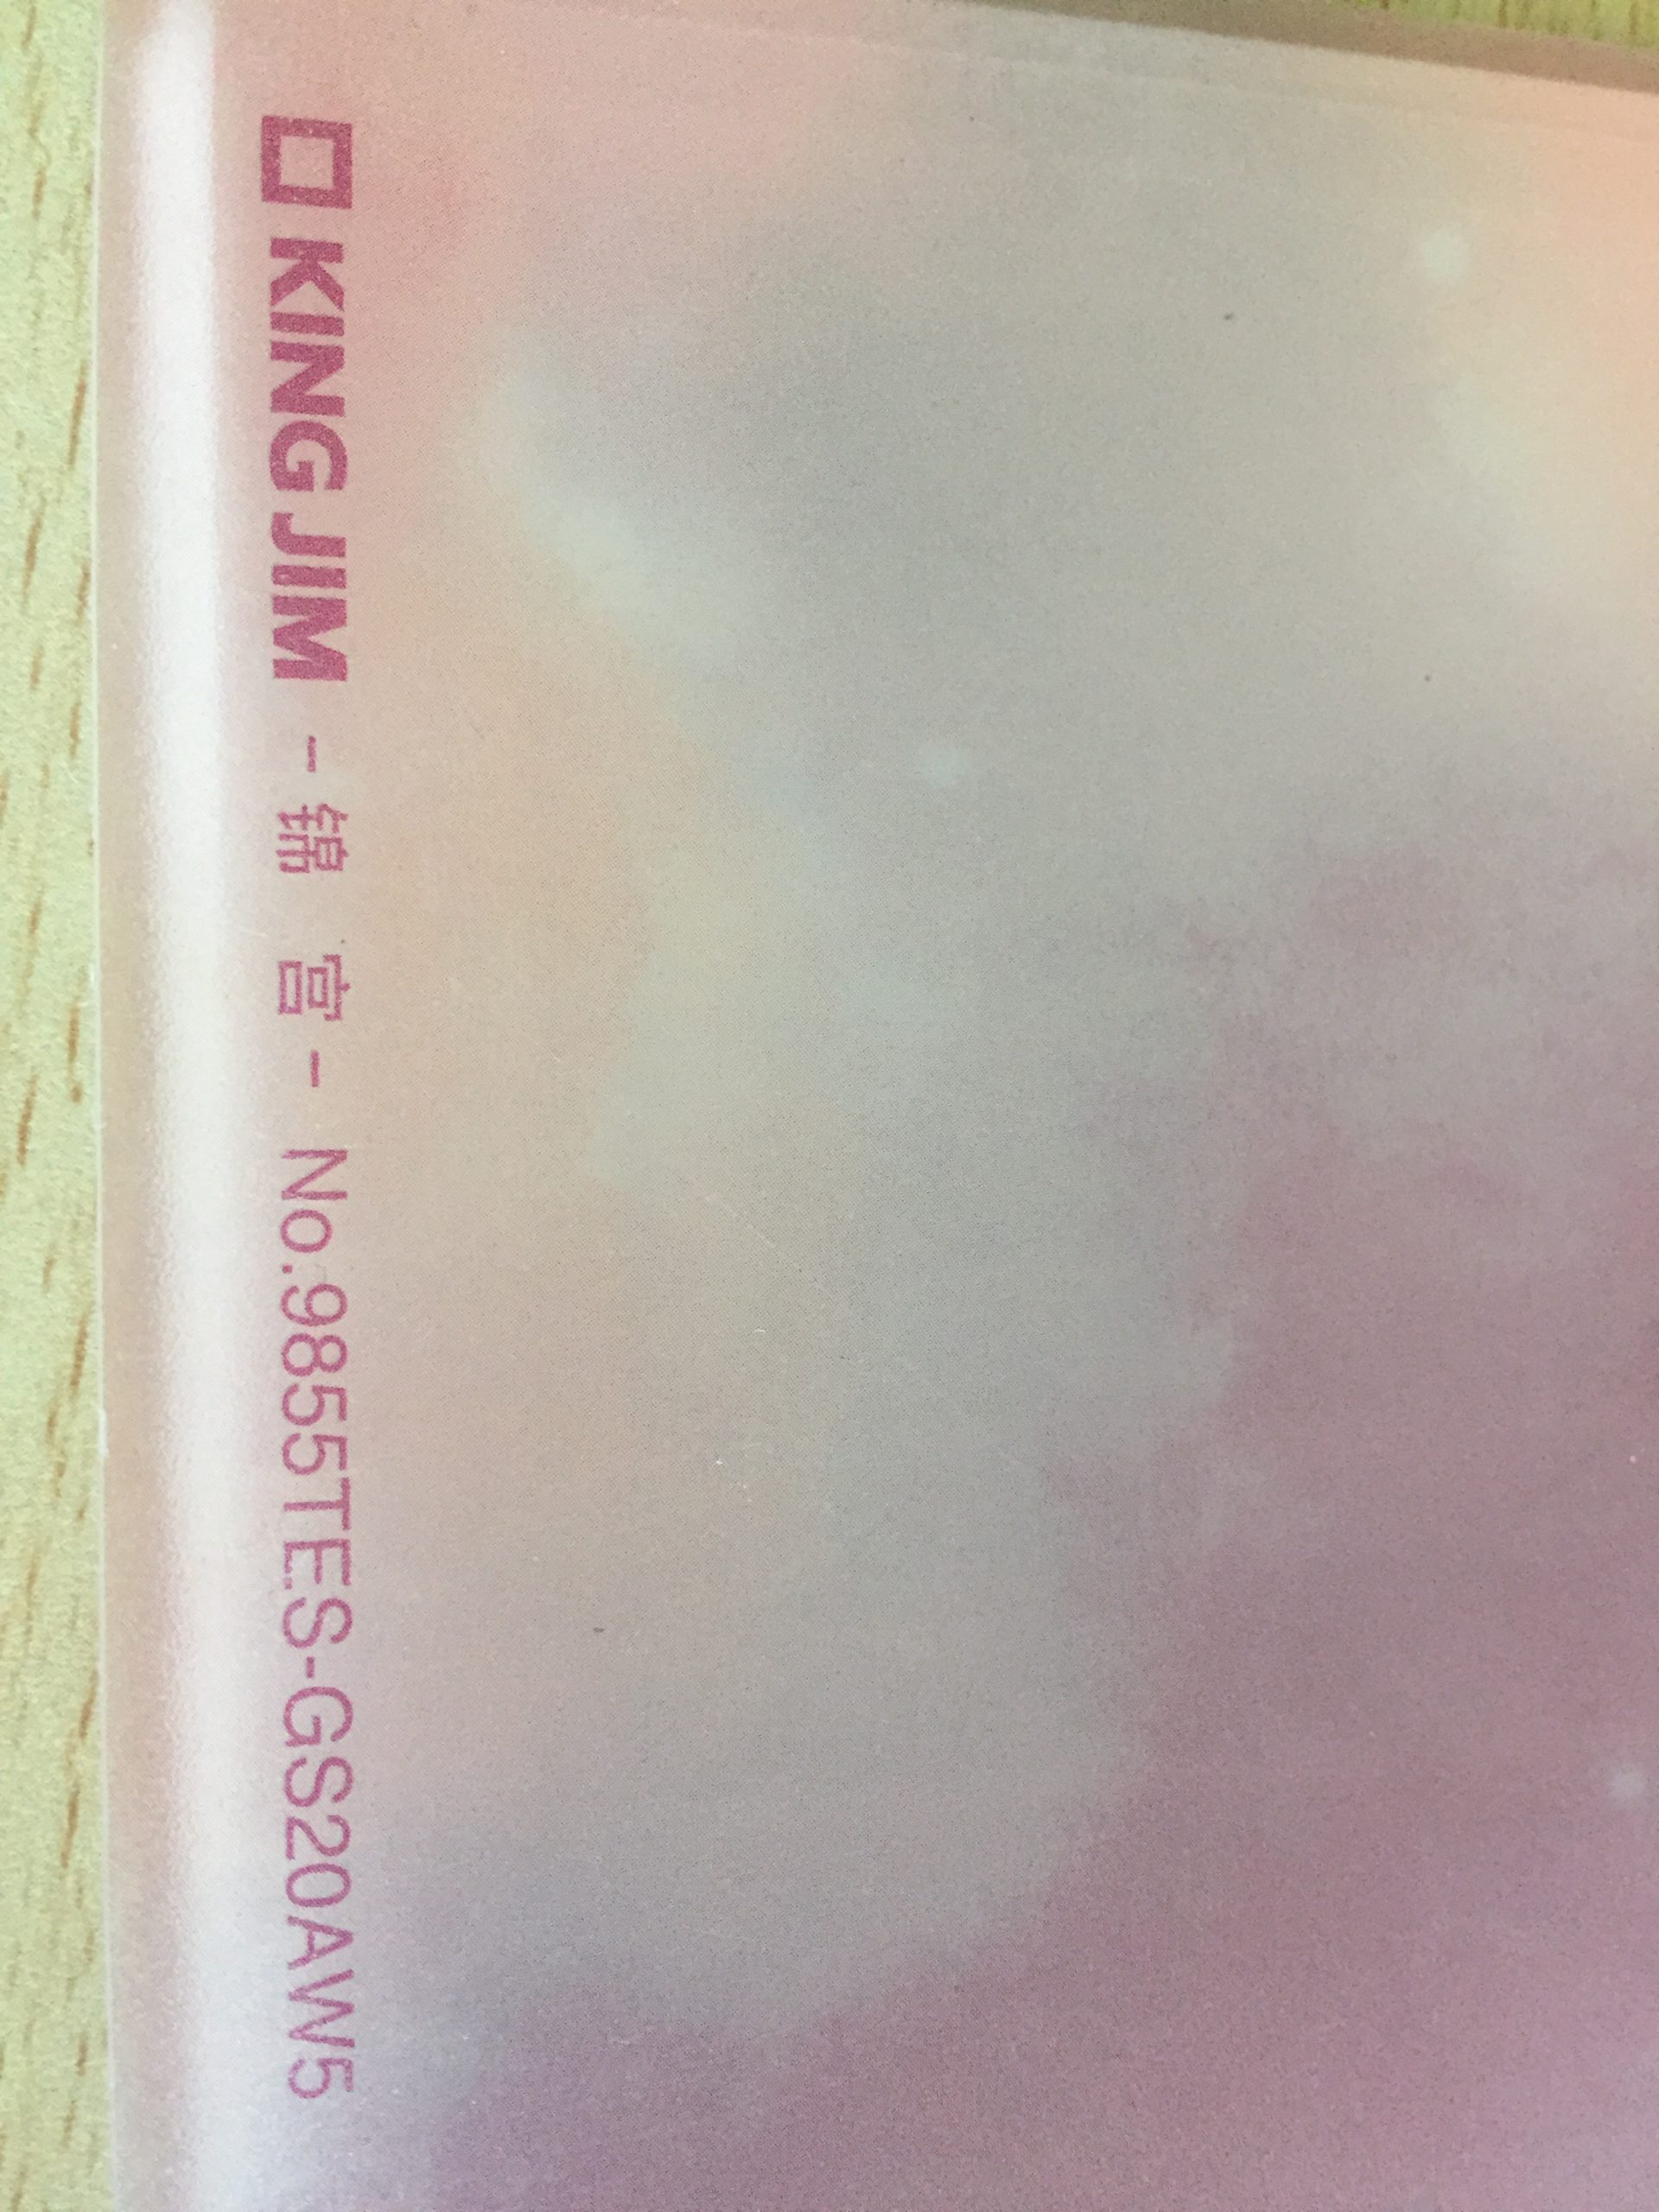 KING JIM - 锦 宫 - No.9855TES-GS20AW5